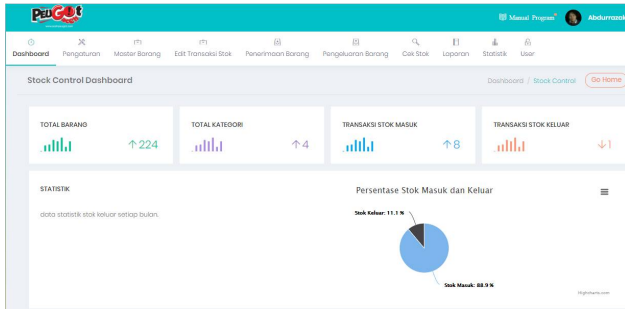 PEUGOt
Manual Program
Abdurrazak
Dashboard Pengaturan Master Barang Edit Transaksi Stok Penerimaan Barang Pengeluaran Barang Cek Stok Laporan Statistik User
Stock Control Dashboard
Dashboard / Stock Control Go Home
TOTAL BARANG
224
TOTAL KATEGORI
4
TRANSAKSI STOK MASUK
8
TRANSAKSI STOK KELUAR
1
STATISTIK
data statistik stok keluar setiap bulan.
Persentase Stok Masuk dan Keluar
Stok Keluar: 11.1 %
Stok Masuk: 88.9 %
Highcharts.com